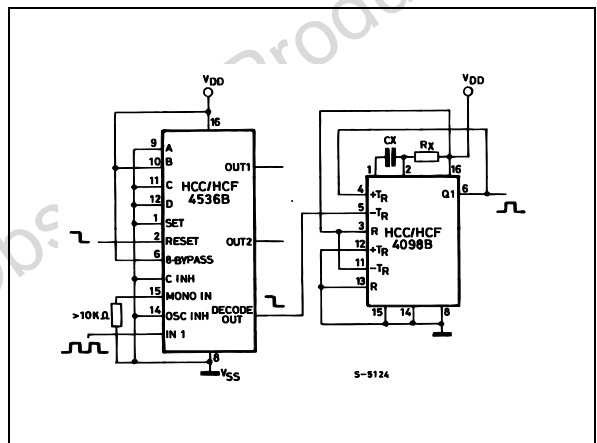 Obs
Produ
VDD
16
9 A
10 B
11 C
12 D
1 SET
2 RESET
6 8-BYPASS
C INH
15 MONO IN
14 OSC INH
IN 1
>10KΩ
HCC/HCF
4536B
OUT1
OUT2
DECODE
OUT
8
VSS
VDD
CX
RX
1
2
16
4 +TR
5 -TR
3 R
12 +TR
11 -TR
13 R
HCC/HCF
4098B
Q1
6
15
14
8
S-5124